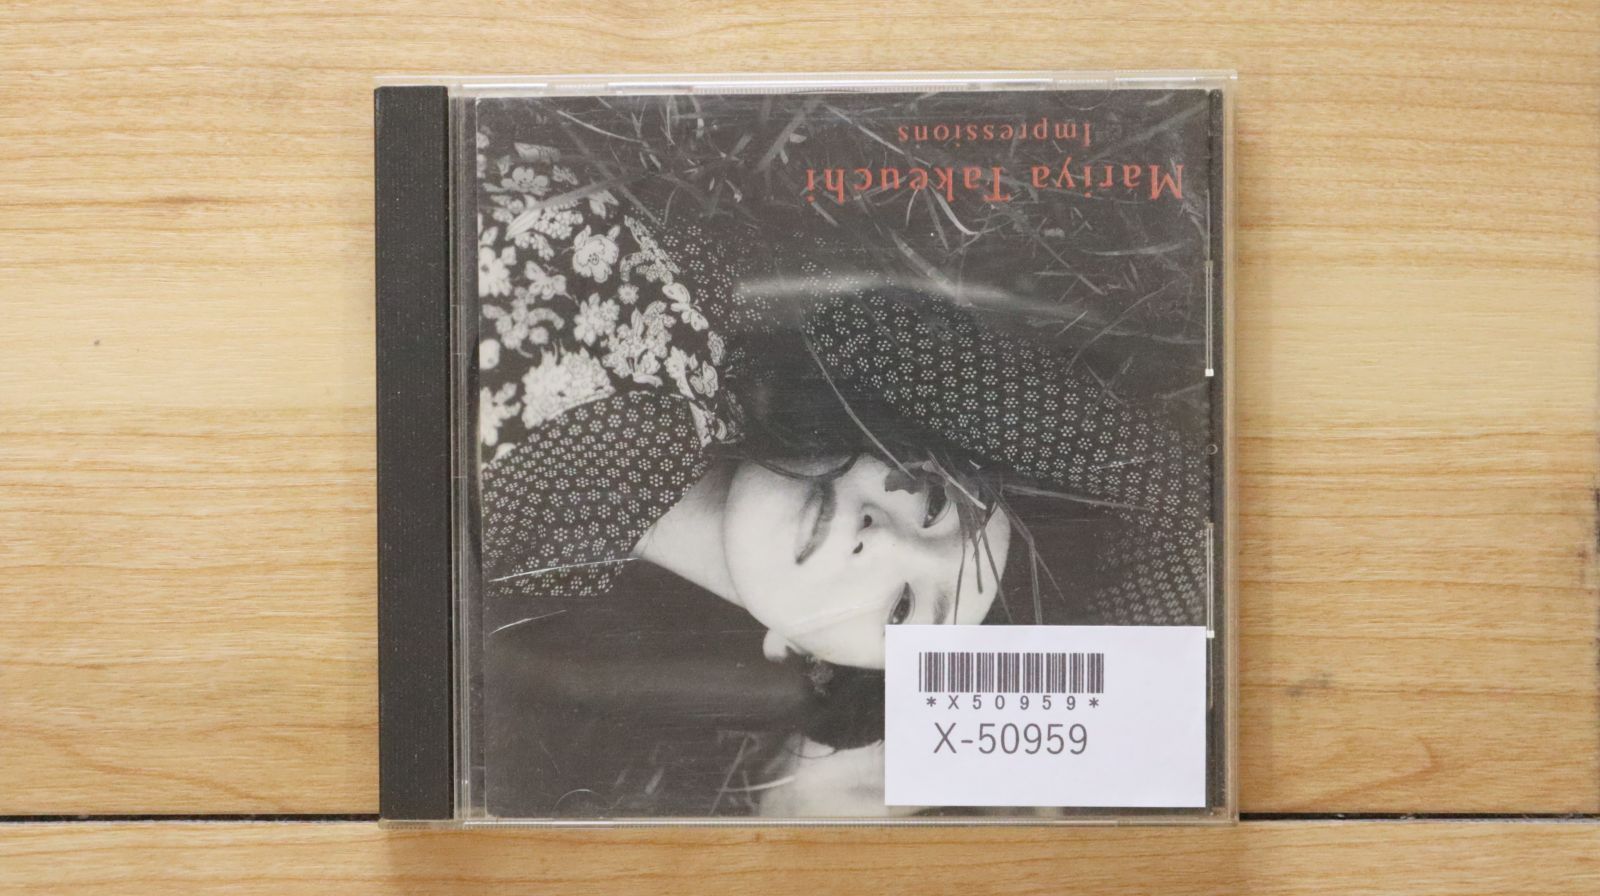 Mariya Takeuchi
Impressions
*X50959*
X-50959